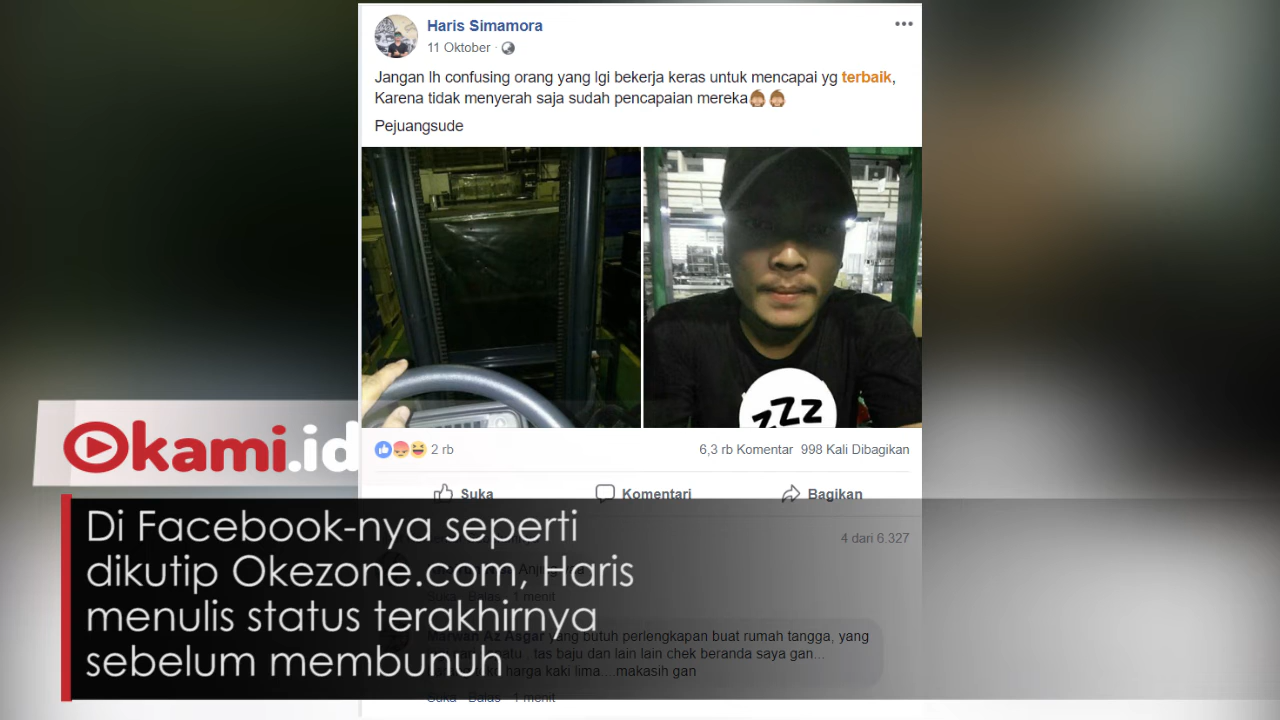 Haris Simamora
11 Oktober
Jangan lh confusing orang yang lgi bekerja keras untuk mencapai yg terbaik,
Karena tidak menyerah saja sudah pencapaian mereka
Pejuangsude
zZz
2 rb
6,3 rb Komentar 998 Kali Dibagikan
Suka
Komentari
Bagikan
Okami.id
Di Facebook-nya seperti
dikutip Okezone.com, Haris
menulis status terakhirnya
sebelum membunuh
4 dari 6.327
Suka Balas 1 menit
Marwan Az Asgar yang butuh perlengkapan buat rumah tangga, yang
tas baju dan lain lain chek beranda saya gan...
harga kaki lima....makasih gan
Suka Balas 1 menit